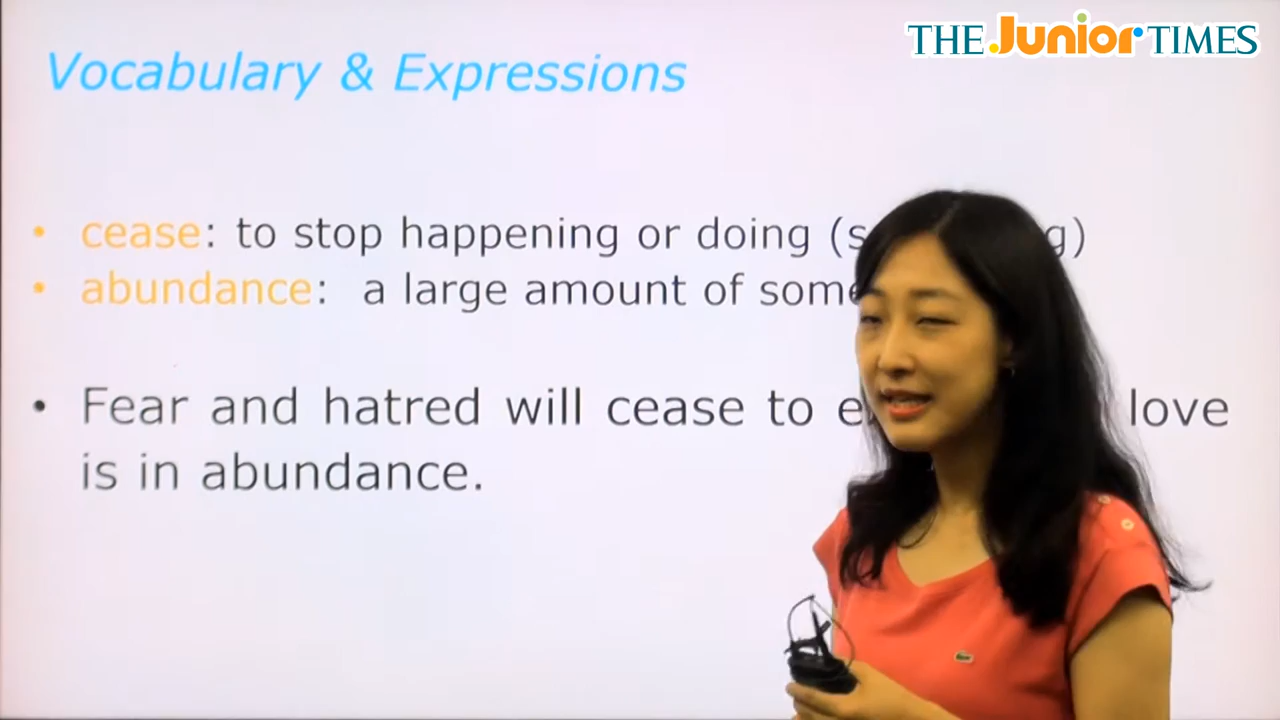 THE Junior TIMES
Vocabulary & Expressions
• cease: to stop happening or doing (s g)
• abundance: a large amount of some
• Fear and hatred will cease to e love
is in abundance.